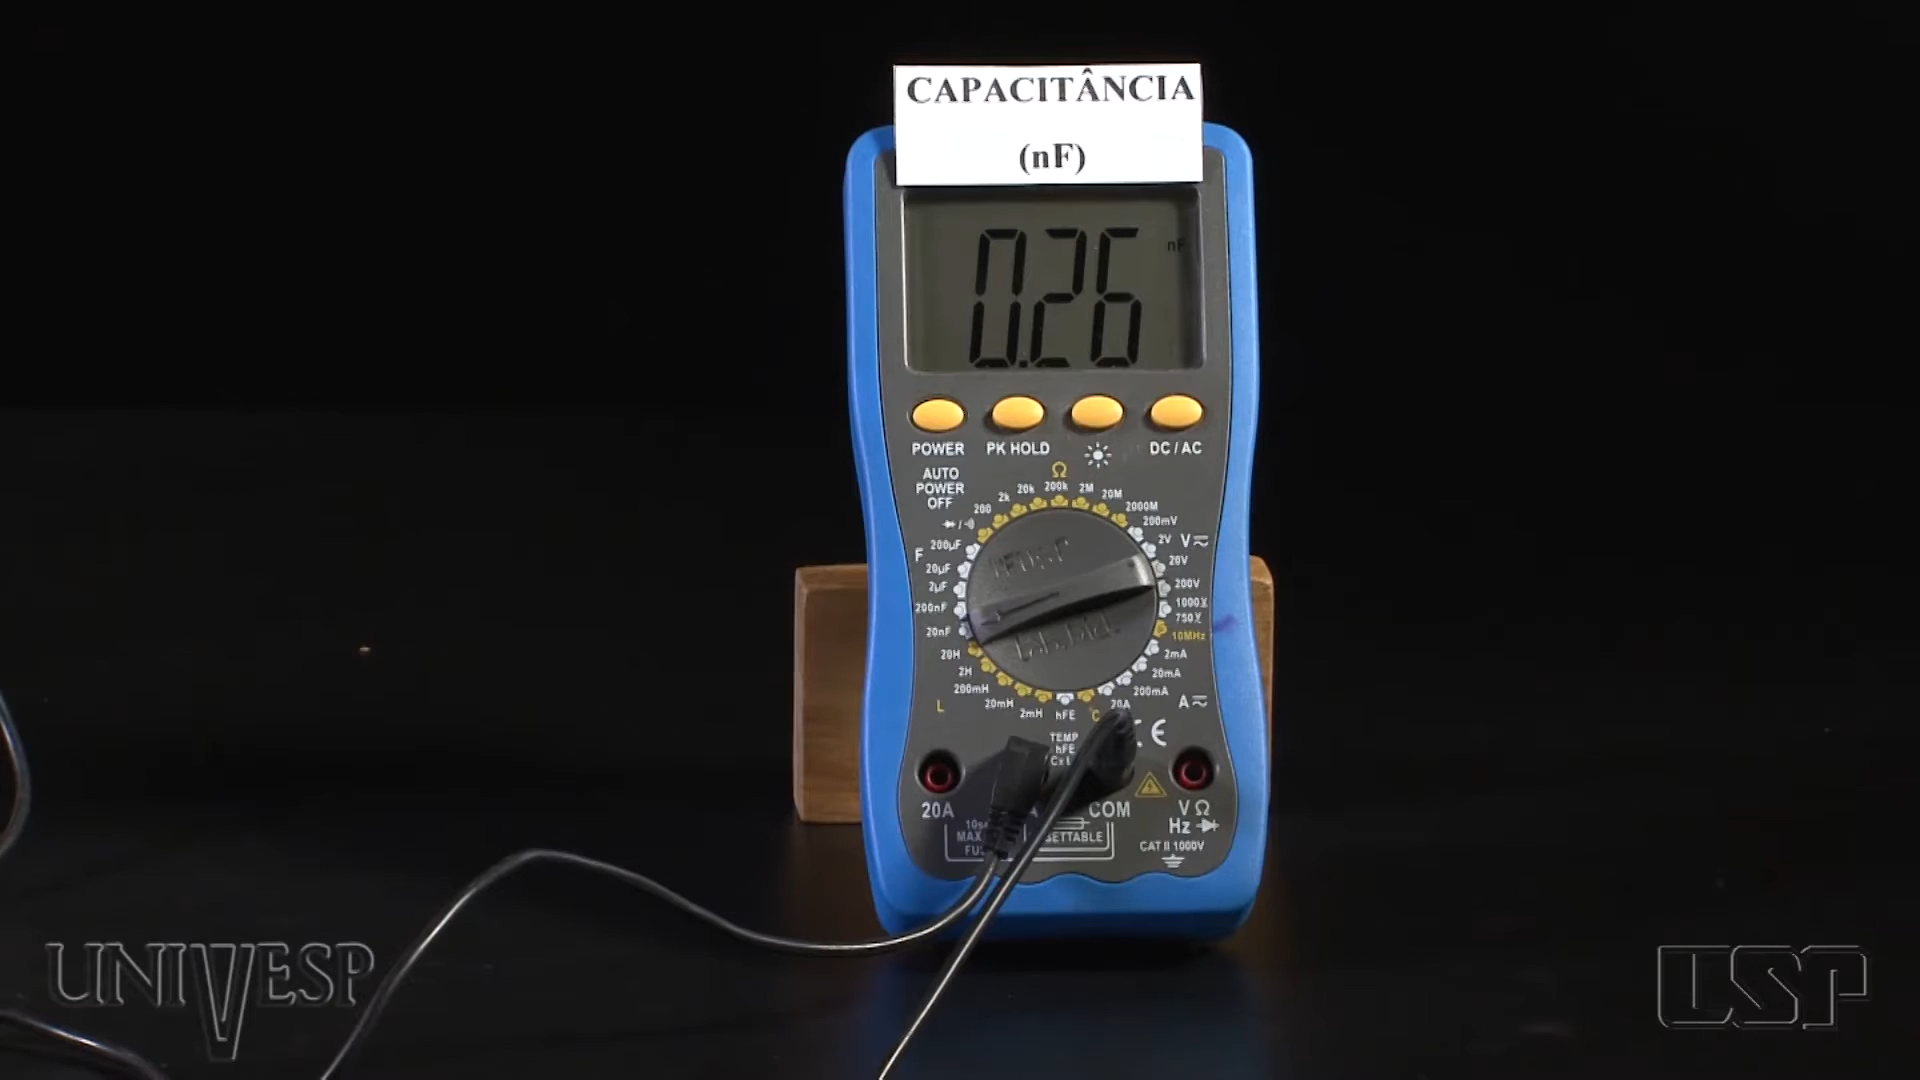 CAPACITÂNCIA
(nF)
0.26
nF
POWER
PK HOLD
DC / AC
AUTO
POWER
OFF
Ω
200
2k
20k
200k
2M
20M
2000M
200mV
2V
V
20V
200V
1000V
750V
10MHz
2mA
20mA
200mA
20A
A
F
200µF
20µF
2µF
200nF
20nF
20H
2H
200mH
20mH
2mH
L
hFE
TEMP
hFE
CE
20A
COM
V Ω
Hz
MAX
CAT II 1000V
UNIVESP
USP